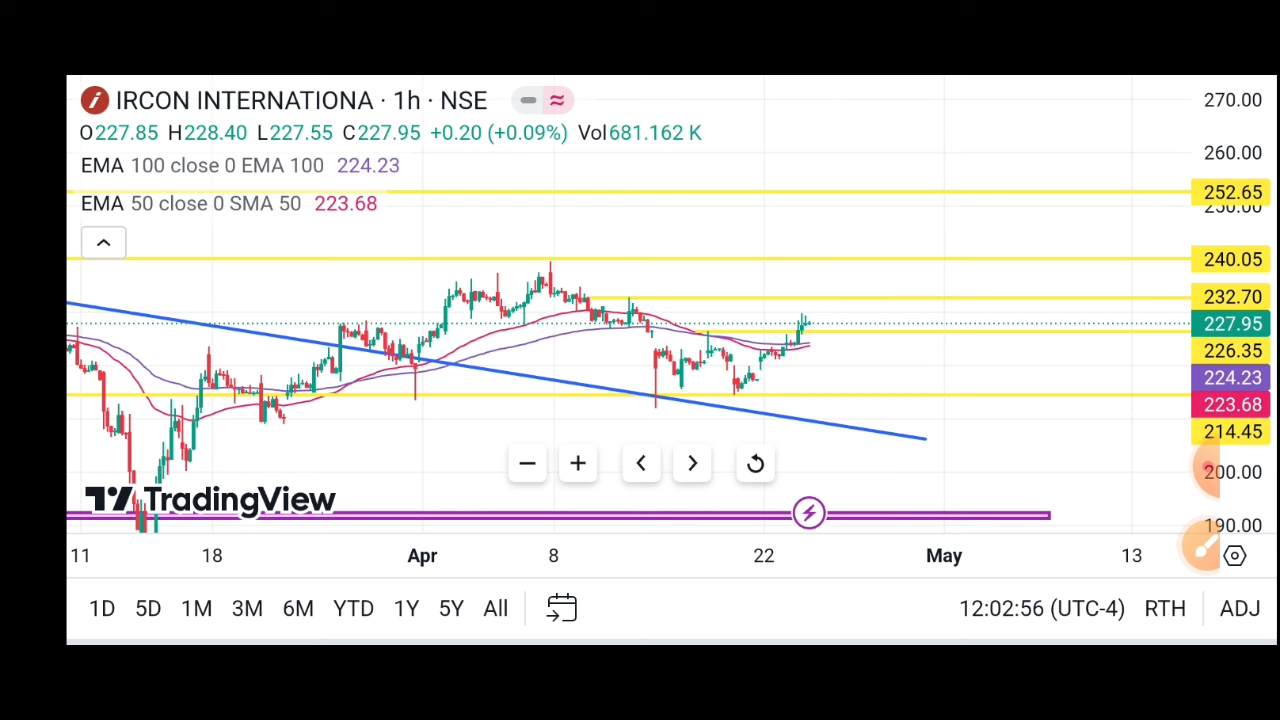 IRCON INTERNATIONA · 1h · NSE
O227.85 H228.40 L227.55 C227.95 +0.20 (+0.09%) Vol681.162 K
EMA 100 close 0 EMA 100 224.23
EMA 50 close 0 SMA 50 223.68
270.00
260.00
252.65
250.00
240.05
232.70
227.95
226.35
224.23
223.68
214.45
200.00
190.00
TradingView
11 18 Apr 8 22 May 13
1D 5D 1M 3M 6M YTD 1Y 5Y All 12:02:56 (UTC-4) RTH ADJ